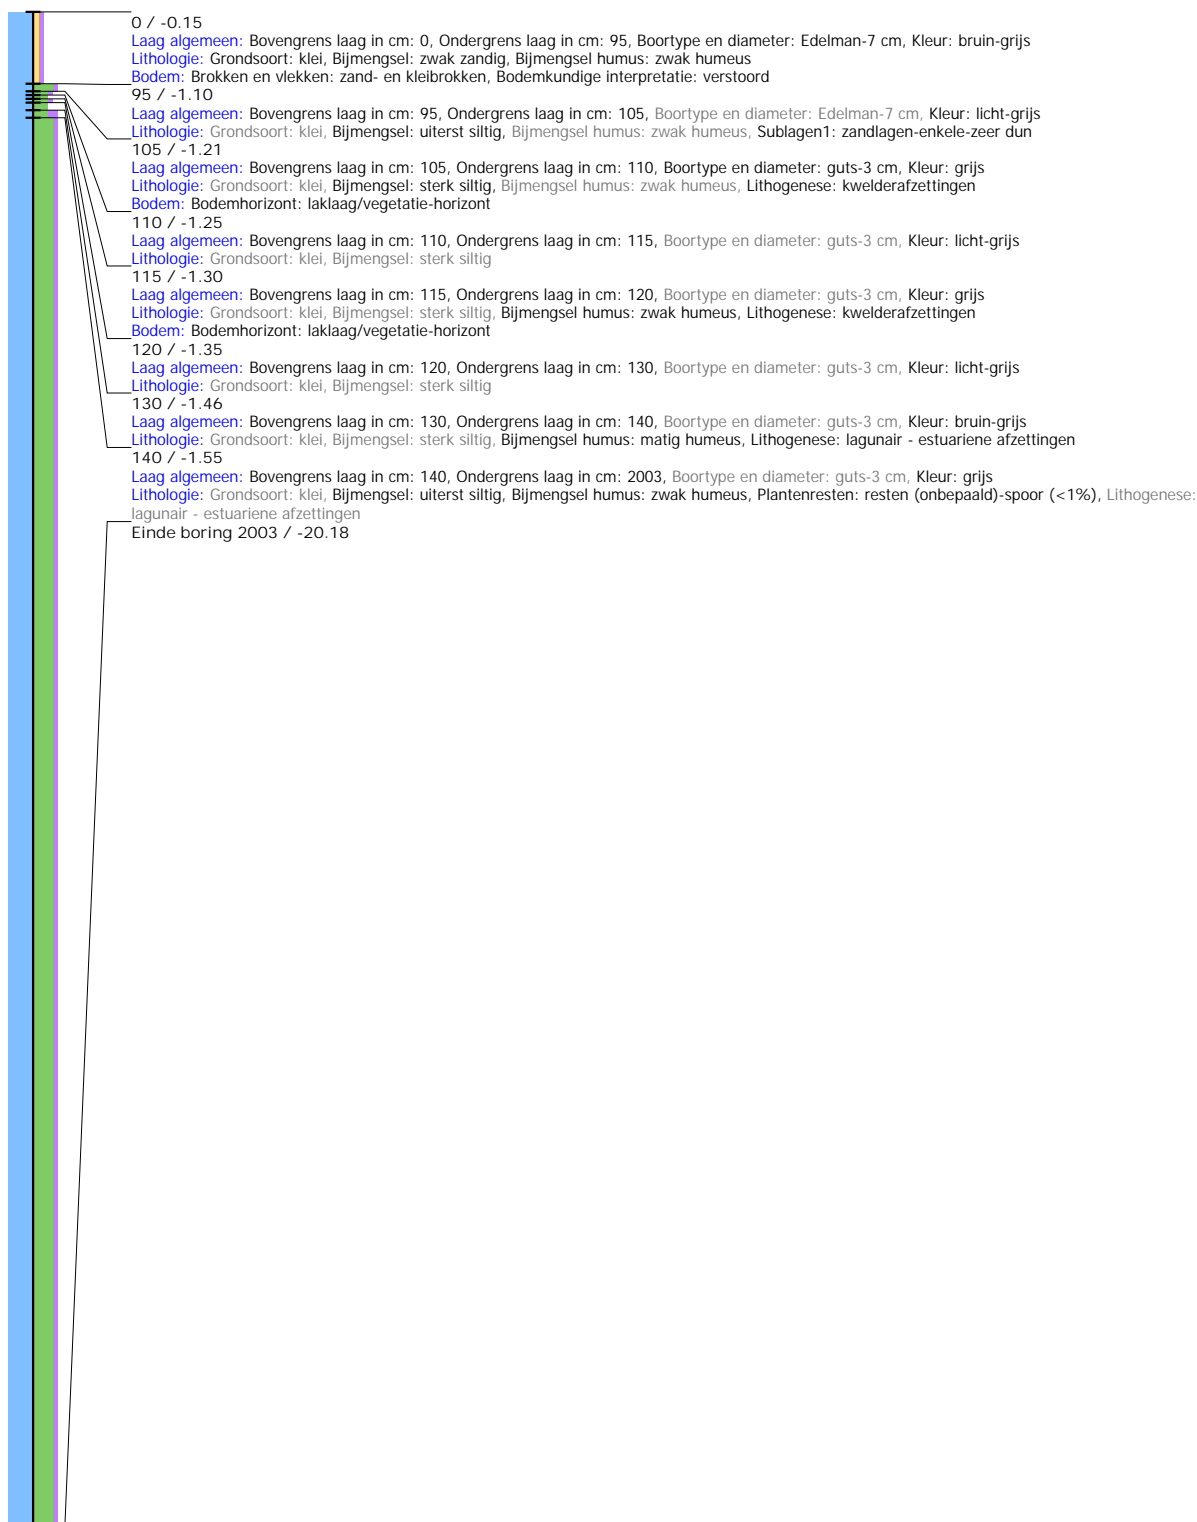 0 / -0.15
Laag algemeen: Bovengrens laag in cm: 0, Ondergrens laag in cm: 95, Boortype en diameter: Edelman-7 cm, Kleur: bruin-grijs
Lithologie: Grondsoort: klei, Bijmengsel: zwak zandig, Bijmengsel humus: zwak humeus
Bodem: Brokken en vlekken: zand- en kleibrokken, Bodemkundige interpretatie: verstoord
95 / -1.10
Laag algemeen: Bovengrens laag in cm: 95, Ondergrens laag in cm: 105, Boortype en diameter: Edelman-7 cm, Kleur: licht-grijs
Lithologie: Grondsoort: klei, Bijmengsel: uiterst siltig, Bijmengsel humus: zwak humeus, Sublagen1: zandlagen-enkele-zeer dun
105 / -1.21
Laag algemeen: Bovengrens laag in cm: 105, Ondergrens laag in cm: 110, Boortype en diameter: guts-3 cm, Kleur: grijs
Lithologie: Grondsoort: klei, Bijmengsel: sterk siltig, Bijmengsel humus: zwak humeus, Lithogenese: kwelderafzettingen
Bodem: Bodemhorizont: laklaag/vegetatie-horizont
110 / -1.25
Laag algemeen: Bovengrens laag in cm: 110, Ondergrens laag in cm: 115, Boortype en diameter: guts-3 cm, Kleur: licht-grijs
Lithologie: Grondsoort: klei, Bijmengsel: sterk siltig
115 / -1.30
Laag algemeen: Bovengrens laag in cm: 115, Ondergrens laag in cm: 120, Boortype en diameter: guts-3 cm, Kleur: grijs
Lithologie: Grondsoort: klei, Bijmengsel: sterk siltig, Bijmengsel humus: zwak humeus, Lithogenese: kwelderafzettingen
Bodem: Bodemhorizont: laklaag/vegetatie-horizont
120 / -1.35
Laag algemeen: Bovengrens laag in cm: 120, Ondergrens laag in cm: 130, Boortype en diameter: guts-3 cm, Kleur: licht-grijs
Lithologie: Grondsoort: klei, Bijmengsel: sterk siltig
130 / -1.46
Laag algemeen: Bovengrens laag in cm: 130, Ondergrens laag in cm: 140, Boortype en diameter: guts-3 cm, Kleur: bruin-grijs
Lithologie: Grondsoort: klei, Bijmengsel: sterk siltig, Bijmengsel humus: matig humeus, Lithogenese: lagunair - estuariene afzettingen
140 / -1.55
Laag algemeen: Bovengrens laag in cm: 140, Ondergrens laag in cm: 2003, Boortype en diameter: guts-3 cm, Kleur: grijs
Lithologie: Grondsoort: klei, Bijmengsel: uiterst siltig, Bijmengsel humus: zwak humeus, Plantenresten: resten (onbepaald)-spoor (<1%), Lithogenese:
lagunair - estuariene afzettingen
Einde boring 2003 / -20.18